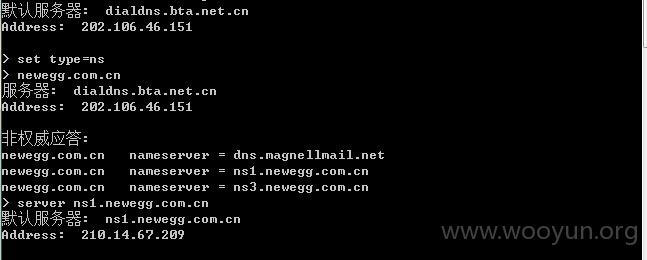 默认服务器:  dialdns.bta.net.cn
Address:  202.106.46.151
> set type=ns
> newegg.com.cn
服务器:  dialdns.bta.net.cn
Address:  202.106.46.151
非权威应答:
newegg.com.cn   nameserver = dns.magnellmail.net
newegg.com.cn   nameserver = ns1.newegg.com.cn
newegg.com.cn   nameserver = ns3.newegg.com.cn
> server ns1.newegg.com.cn
默认服务器:  ns1.newegg.com.cn
Address:  210.14.67.209
www.wooyun.org